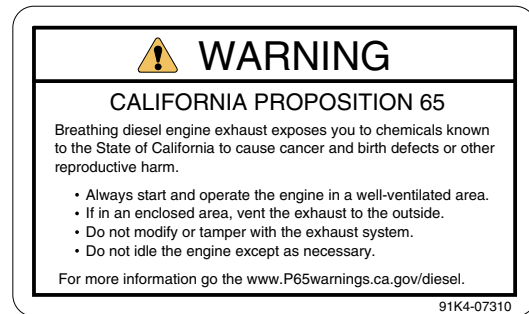 WARNING
CALIFORNIA PROPOSITION 65
Breathing diesel engine exhaust exposes you to chemicals known
to the State of California to cause cancer and birth defects or other
reproductive harm.
• Always start and operate the engine in a well-ventilated area.
• If in an enclosed area, vent the exhaust to the outside.
• Do not modify or tamper with the exhaust system.
• Do not idle the engine except as necessary.
For more information go the www.P65warnings.ca.gov/diesel.
91K4-07310